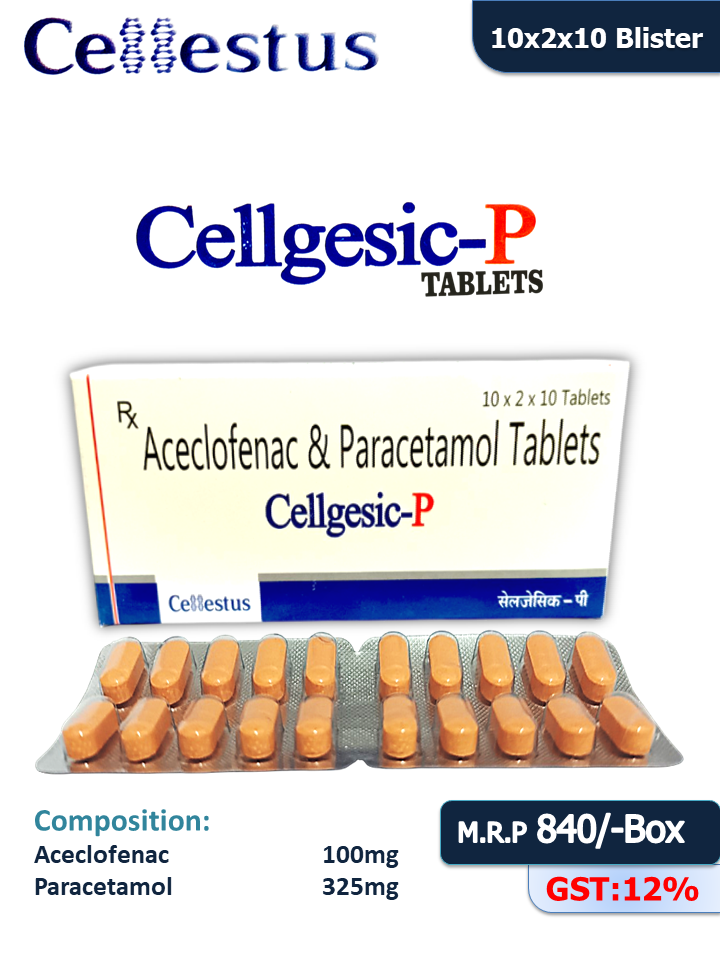 Cellestus
10x2x10 Blister
Cellgesic-P
TABLETS
10 x 2 x 10 Tablets
Rx
Aceclofenac & Paracetamol Tablets
Cellgesic-P
Cellestus
सेलजेसिक – पी
Composition:
Aceclofenac 100mg
Paracetamol 325mg
M.R.P 840/-Box
GST:12%